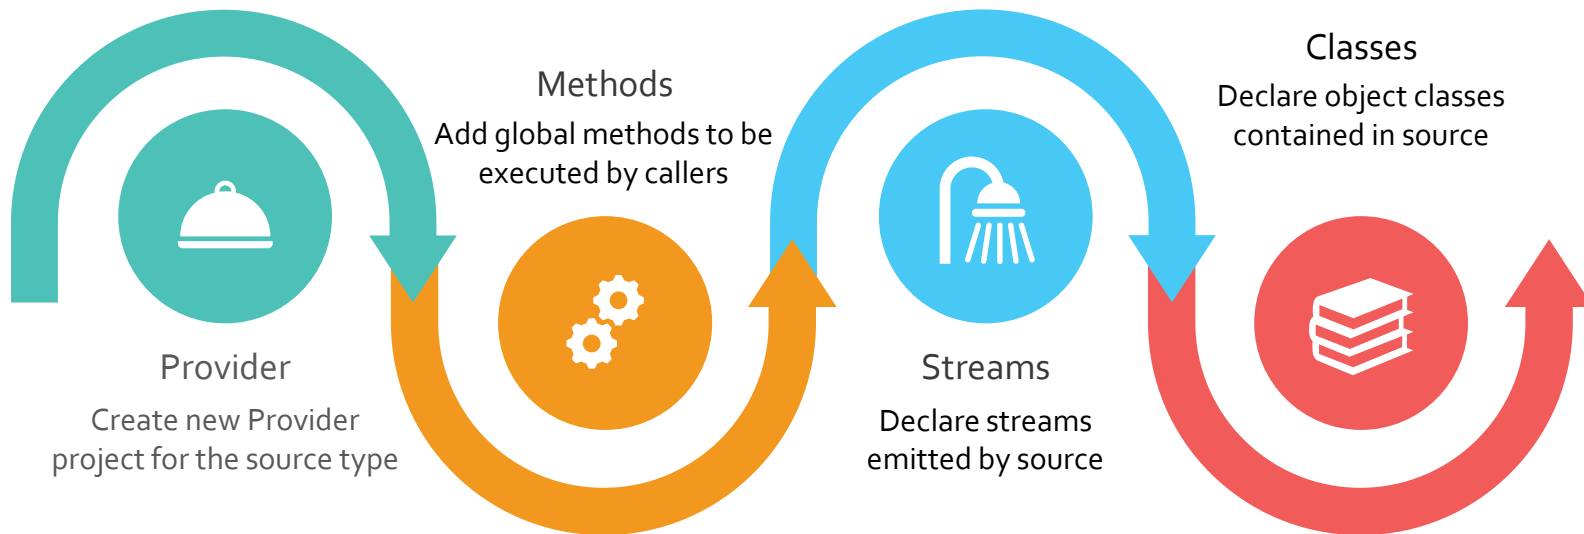 Provider
Create new Provider
project for the source type
Methods
Add global methods to be
executed by callers
Streams
Declare streams
emitted by source
Classes
Declare object classes
contained in source